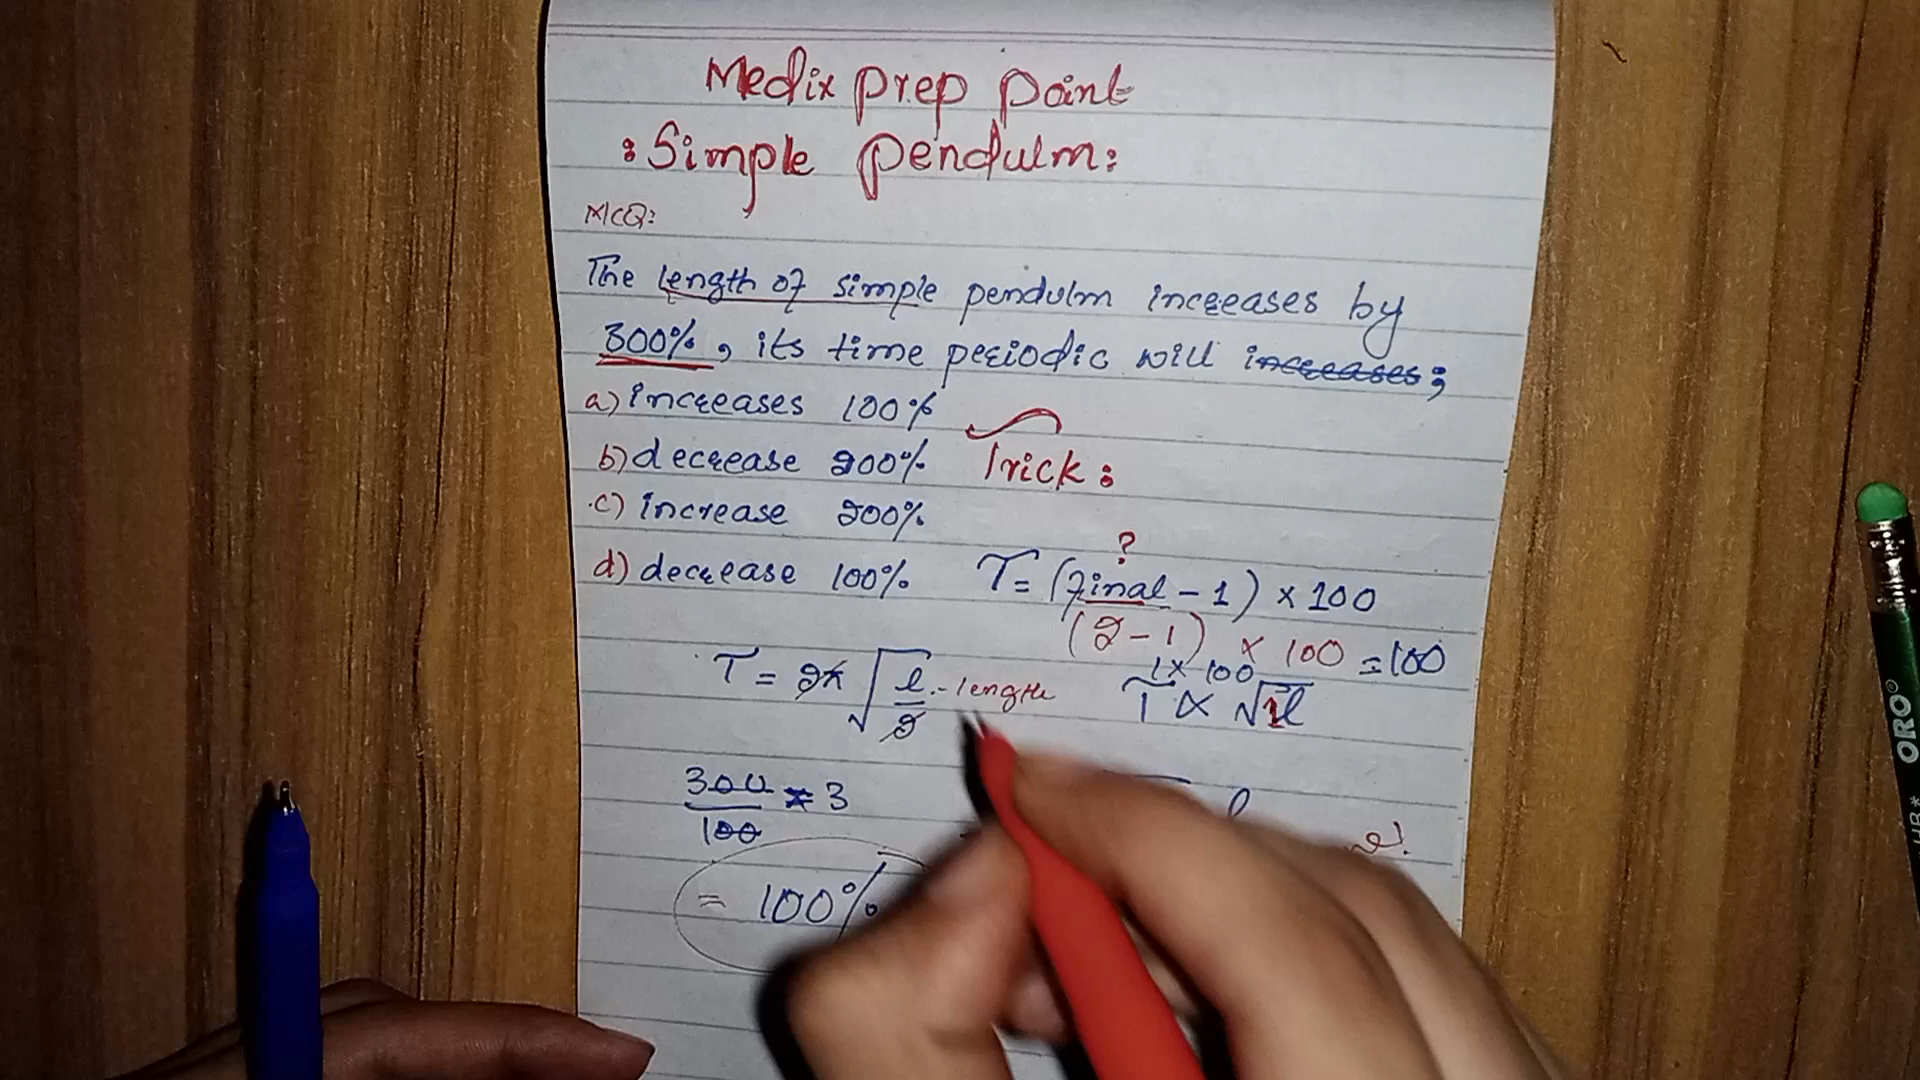 Medix prep point
:Simple pendulm:
MCQ:
The length of simple pendulm increases by
300%, its time periodic will increases;
a) increases 100%
b) decrease 200% Trick:
c) increase 200%
?
d) decrease 100% T= (final - 1) × 100
(2-1) × 100 = 100
1×100
T = 2π √l/g - length T ∝ √1l
300/100 = 3
= 100%